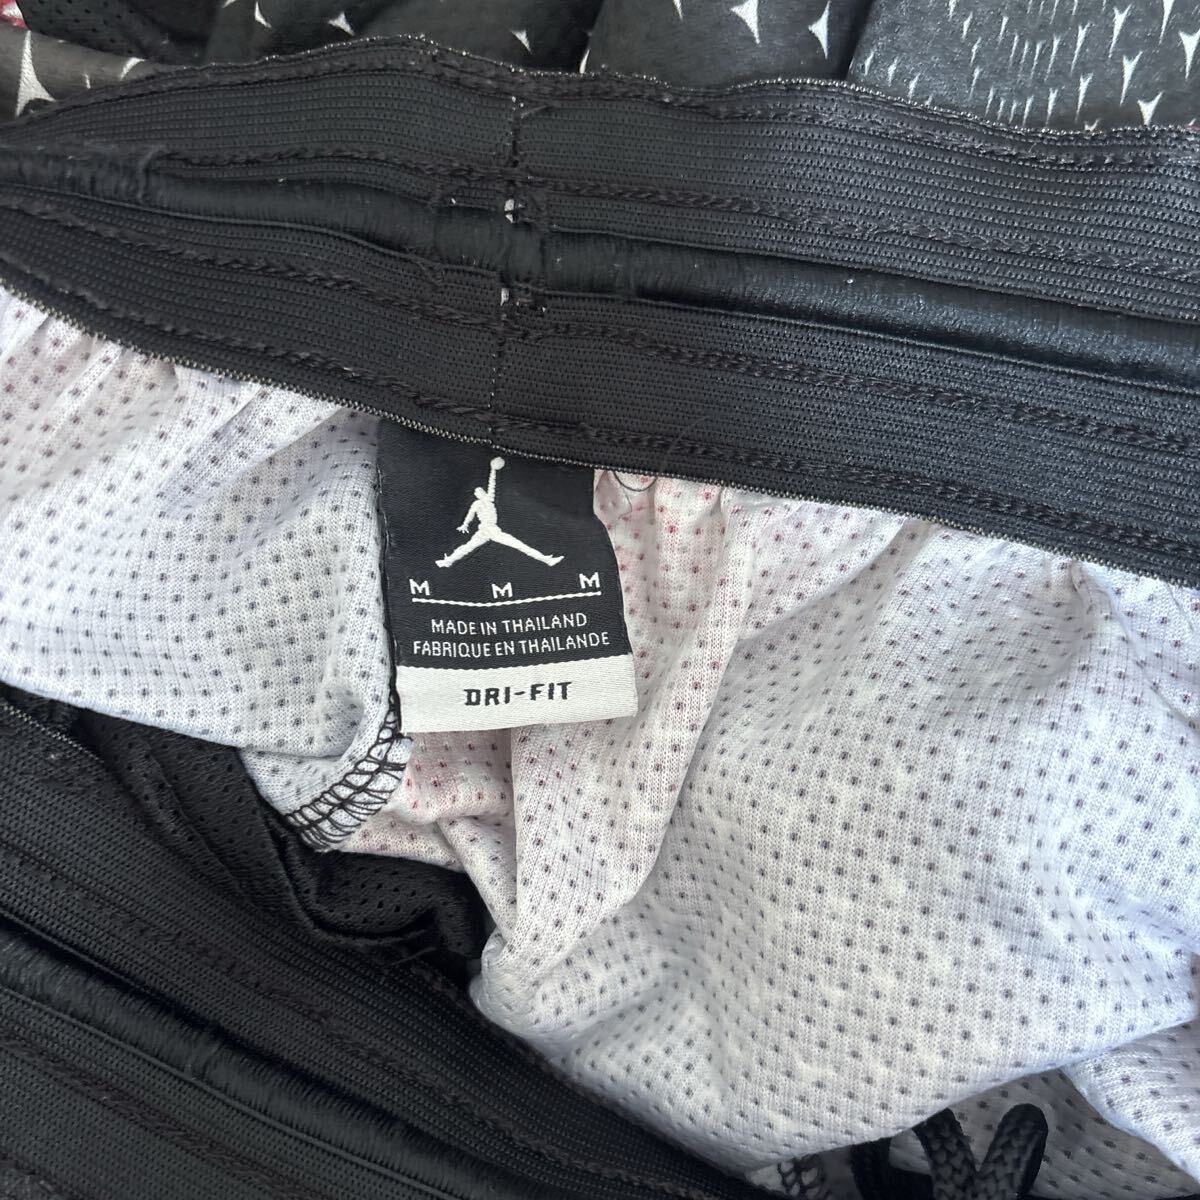 M M M
MADE IN THAILAND
FABRIQUE EN THAILANDE
DRI-FIT